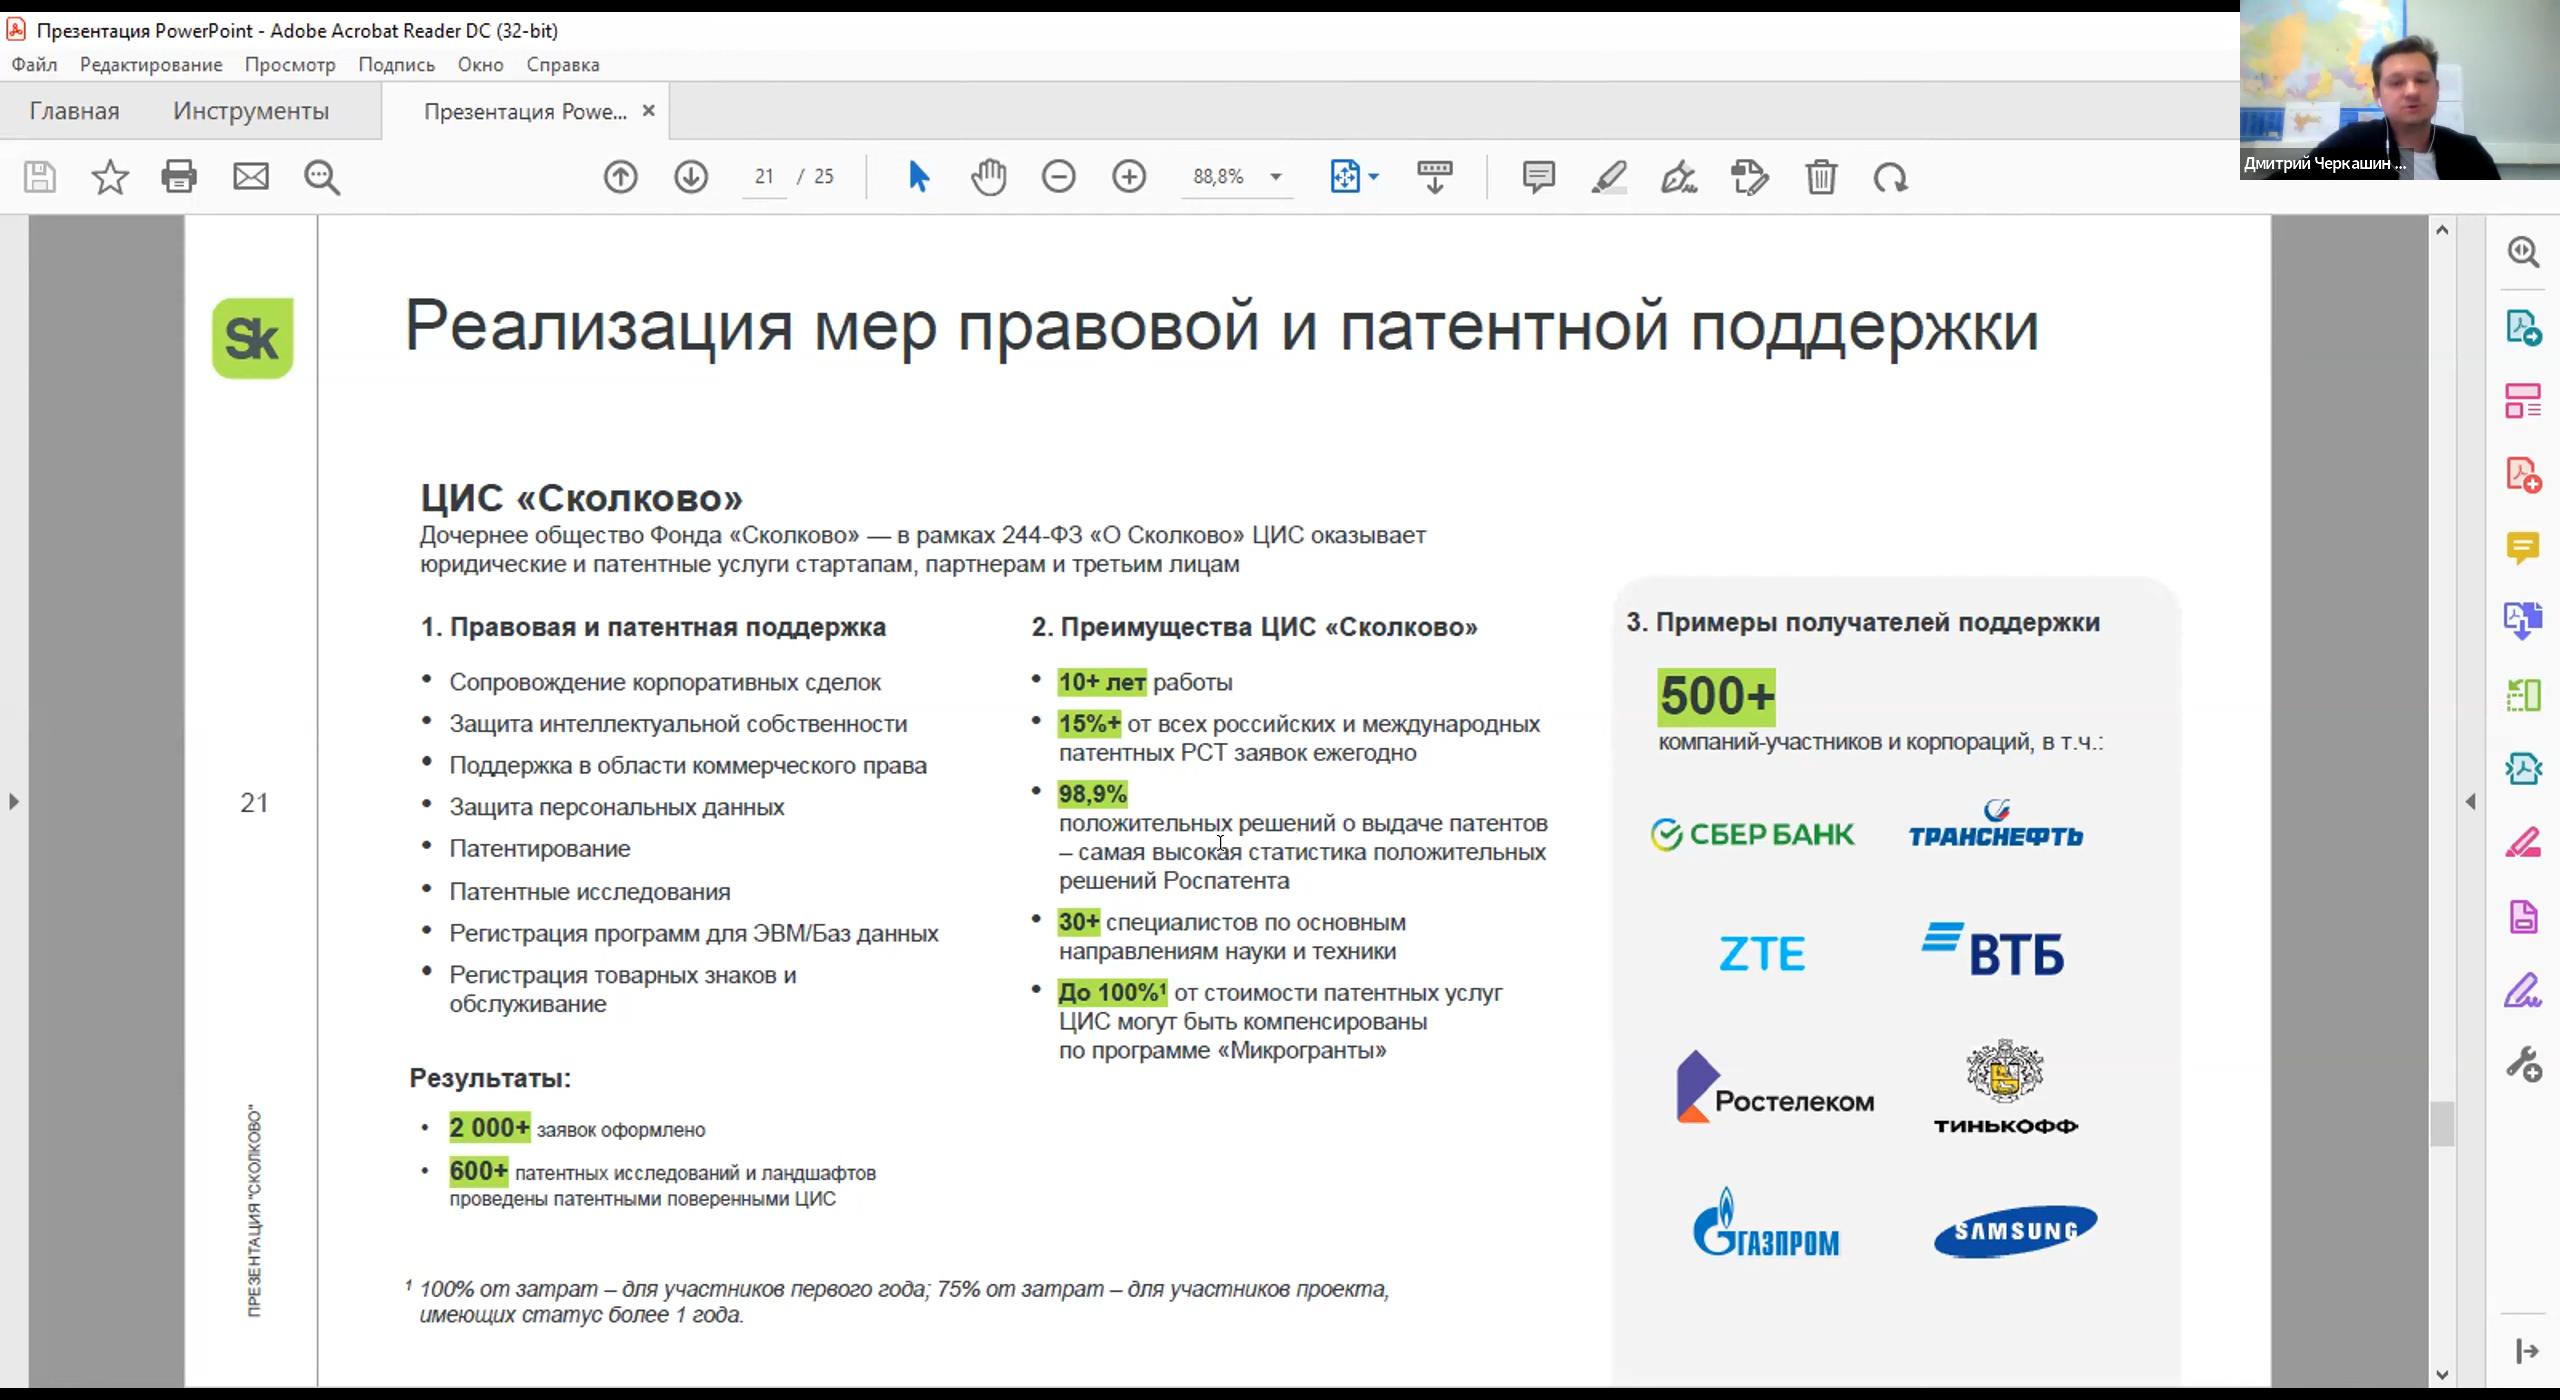 Презентация PowerPoint - Adobe Acrobat Reader DC (32-bit)
Файл Редактирование Просмотр Подпись Окно Справка
Главная Инструменты Презентация Powe...
21 / 25 88,8%
Дмитрий Черкашин ...
Sk
Реализация мер правовой и патентной поддержки
ЦИС «Сколково»
Дочернее общество Фонда «Сколково» — в рамках 244-ФЗ «О Сколково» ЦИС оказывает
юридические и патентные услуги стартапам, партнерам и третьим лицам
1. Правовая и патентная поддержка
• Сопровождение корпоративных сделок
• Защита интеллектуальной собственности
• Поддержка в области коммерческого права
• Защита персональных данных
• Патентирование
• Патентные исследования
• Регистрация программ для ЭВМ/Баз данных
• Регистрация товарных знаков и
обслуживание
Результаты:
• 2 000+ заявок оформлено
• 600+ патентных исследований и ландшафтов
проведены патентными поверенными ЦИС
2. Преимущества ЦИС «Сколково»
• 10+ лет работы
• 15%+ от всех российских и международных
патентных PCT заявок ежегодно
• 98,9%
положительных решений о выдаче патентов
– самая высокая статистика положительных
решений Роспатента
• 30+ специалистов по основным
направлениям науки и техники
• До 100%¹ от стоимости патентных услуг
ЦИС могут быть компенсированы
по программе «Микрогранты»
3. Примеры получателей поддержки
500+
компаний-участников и корпораций, в т.ч.:
СБЕР БАНК ТРАНСНЕФТЬ
ZTE ВТБ
Ростелеком ТИНЬКОФФ
ГАЗПРОМ SAMSUNG
¹ 100% от затрат – для участников первого года; 75% от затрат – для участников проекта,
имеющих статус более 1 года.
21
ПРЕЗЕНТАЦИЯ "СКОЛКОВО"